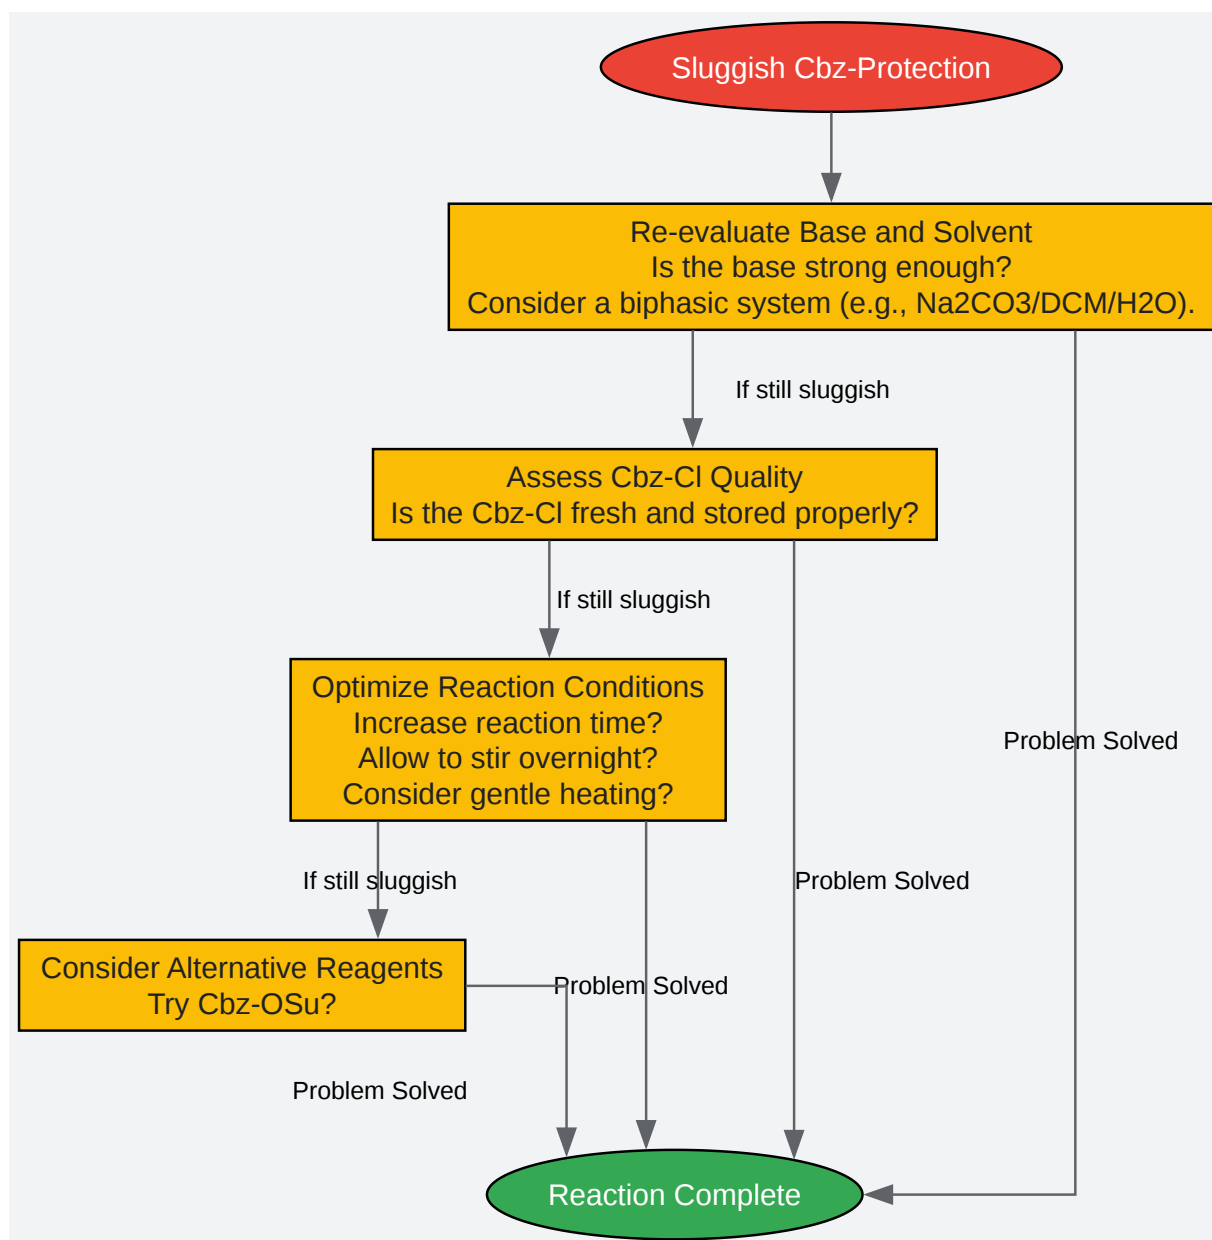 Sluggish Cbz-Protection
Re-evaluate Base and Solvent
Is the base strong enough?
Consider a biphasic system (e.g., Na2CO3/DCM/H2O).
If still sluggish
Assess Cbz-Cl Quality
Is the Cbz-Cl fresh and stored properly?
If still sluggish
Optimize Reaction Conditions
Increase reaction time?
Allow to stir overnight?
Consider gentle heating?
Problem Solved
If still sluggish
Problem Solved
Consider Alternative Reagents
Try Cbz-OSu?
Problem Solved
Problem Solved
Reaction Complete